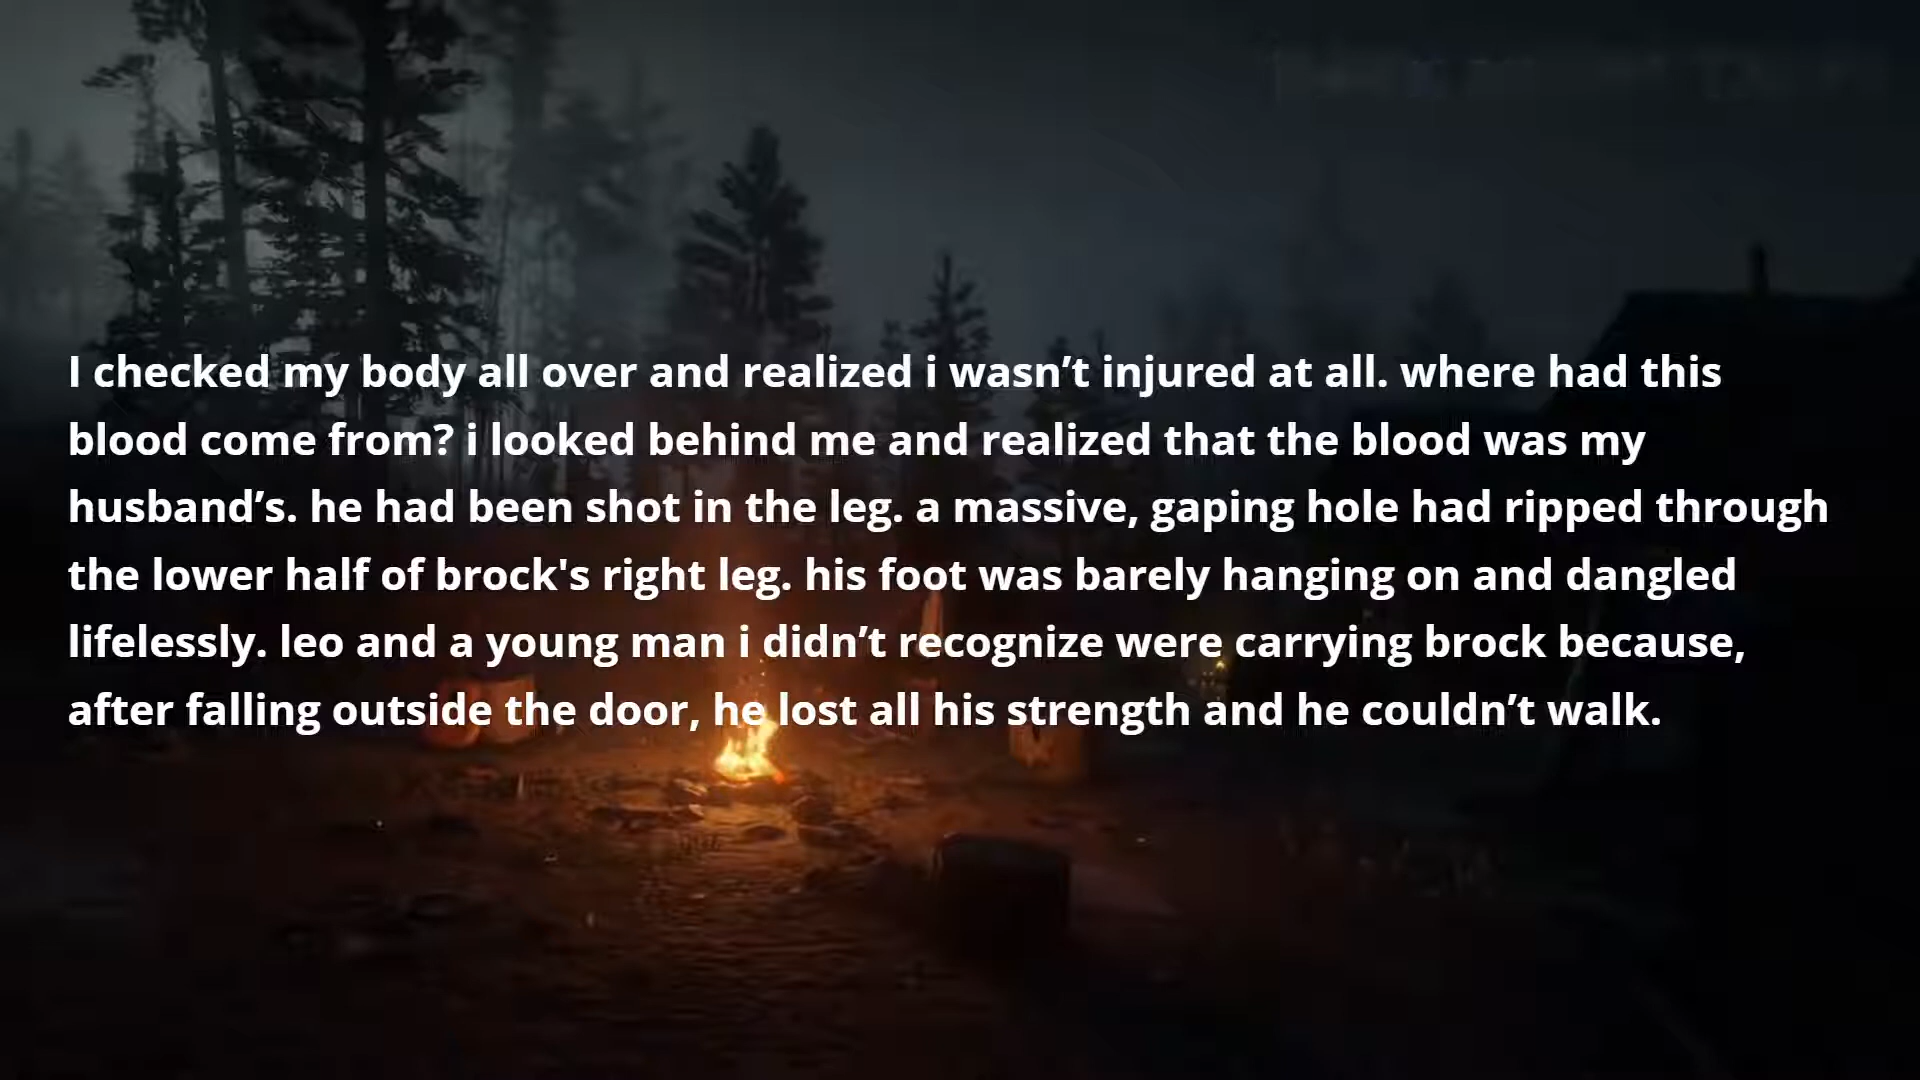 I checked my body all over and realized i wasn’t injured at all. where had this
blood come from? i looked behind me and realized that the blood was my
husband’s. he had been shot in the leg. a massive, gaping hole had ripped through
the lower half of brock's right leg. his foot was barely hanging on and dangled
lifelessly. leo and a young man i didn’t recognize were carrying brock because,
after falling outside the door, he lost all his strength and he couldn’t walk.